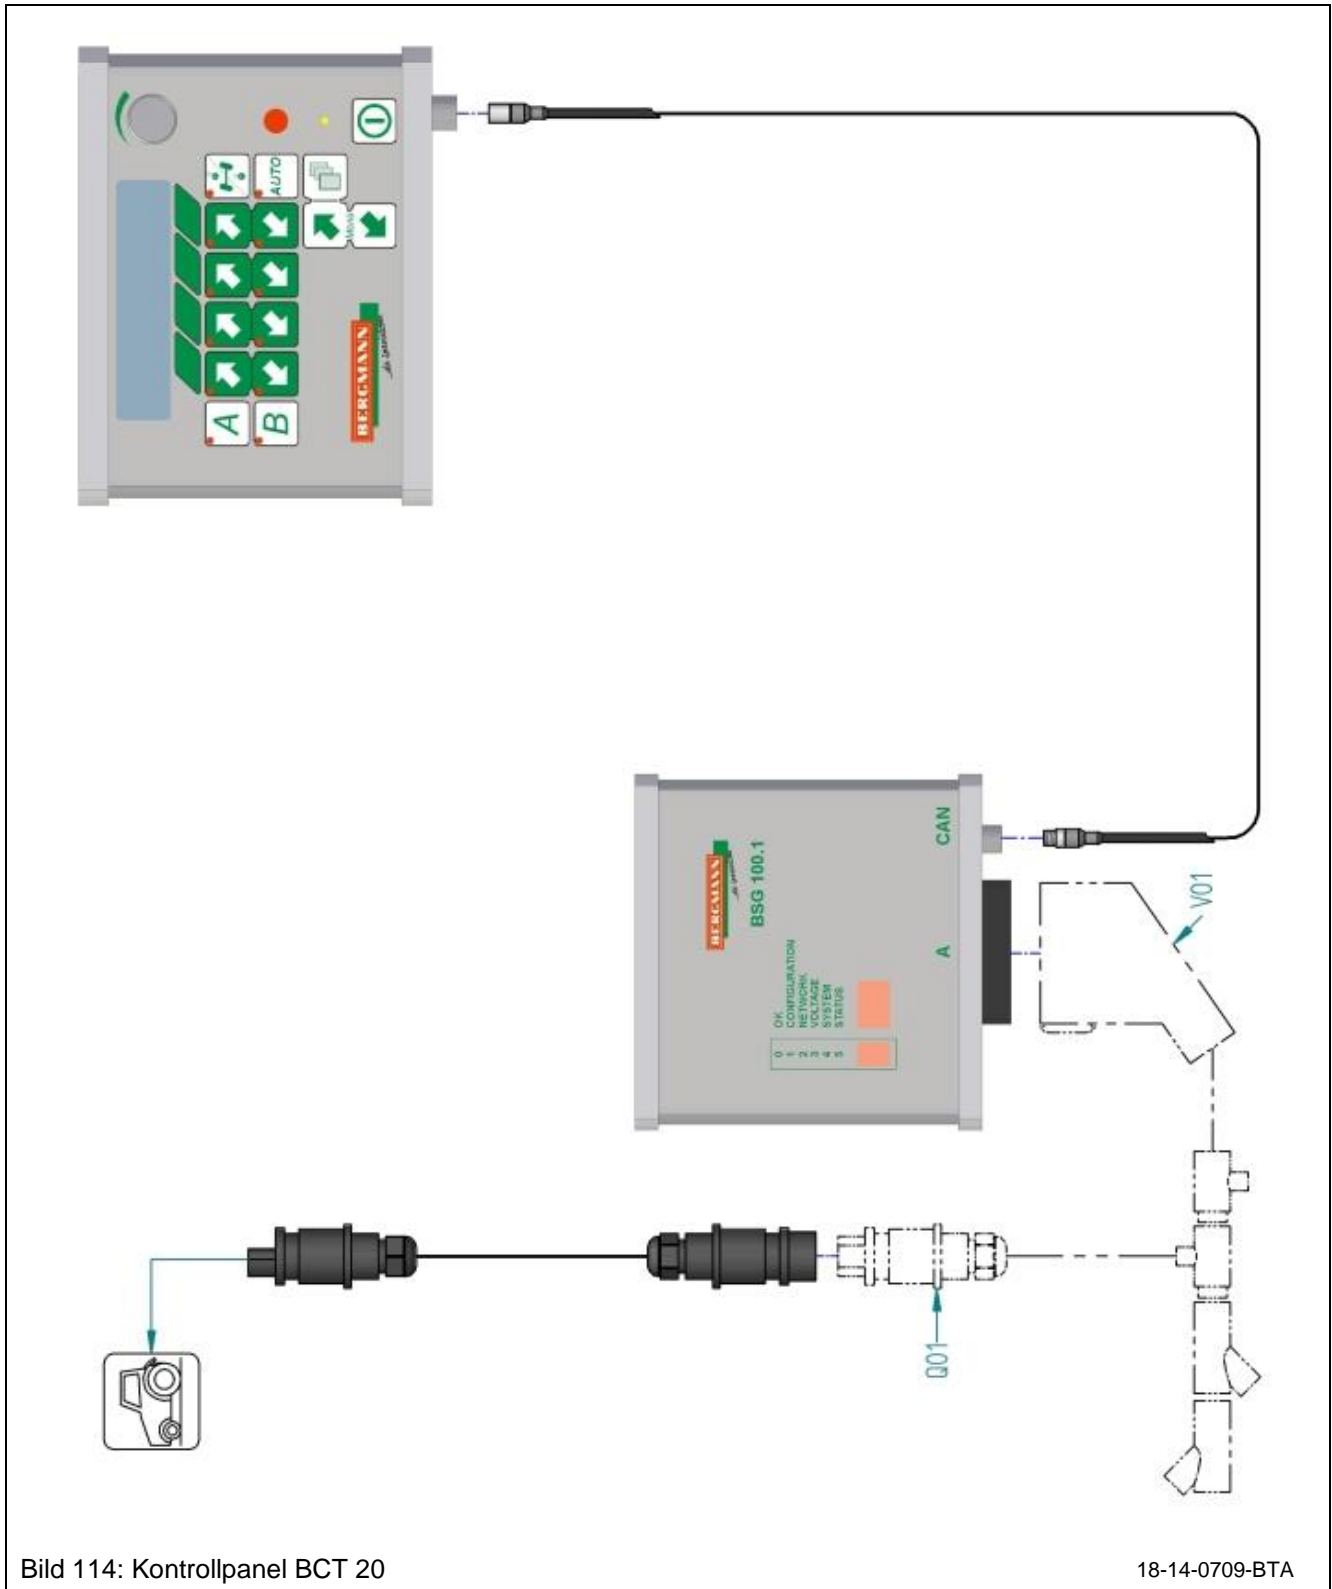 AUTO
Menü
A
B
BERGMANN
CAN
A
BERGMANN
BSG 100.1
0 OK
1 CONFIGURATION
2 NETWORK
3 VOLTAGE
4 SYSTEM
5 STATUS
V01
Q01
Bild 114: Kontrollpanel BCT 20
18-14-0709-BTA